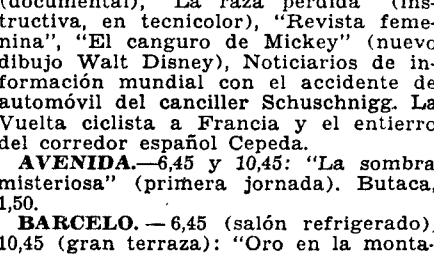 (documental), "La raza perdida" (ins-
tructiva, en tecnicolor), "Revista feme-
nina", "El canguro de Mickey" (nuevo
dibujo Walt Disney), Noticiarios de in-
formación mundial con el accidente de
automóvil del canciller Schuschnigg. La
Vuelta ciclista a Francia y el entierro
del corredor español Cepeda.
AVENIDA.—6,45 y 10,45: "La sombra
misteriosa" (primera jornada). Butaca,
1,50.
BARCELO. — 6,45 (salón refrigerado),
10,45 (gran terraza): "Oro en la monta-